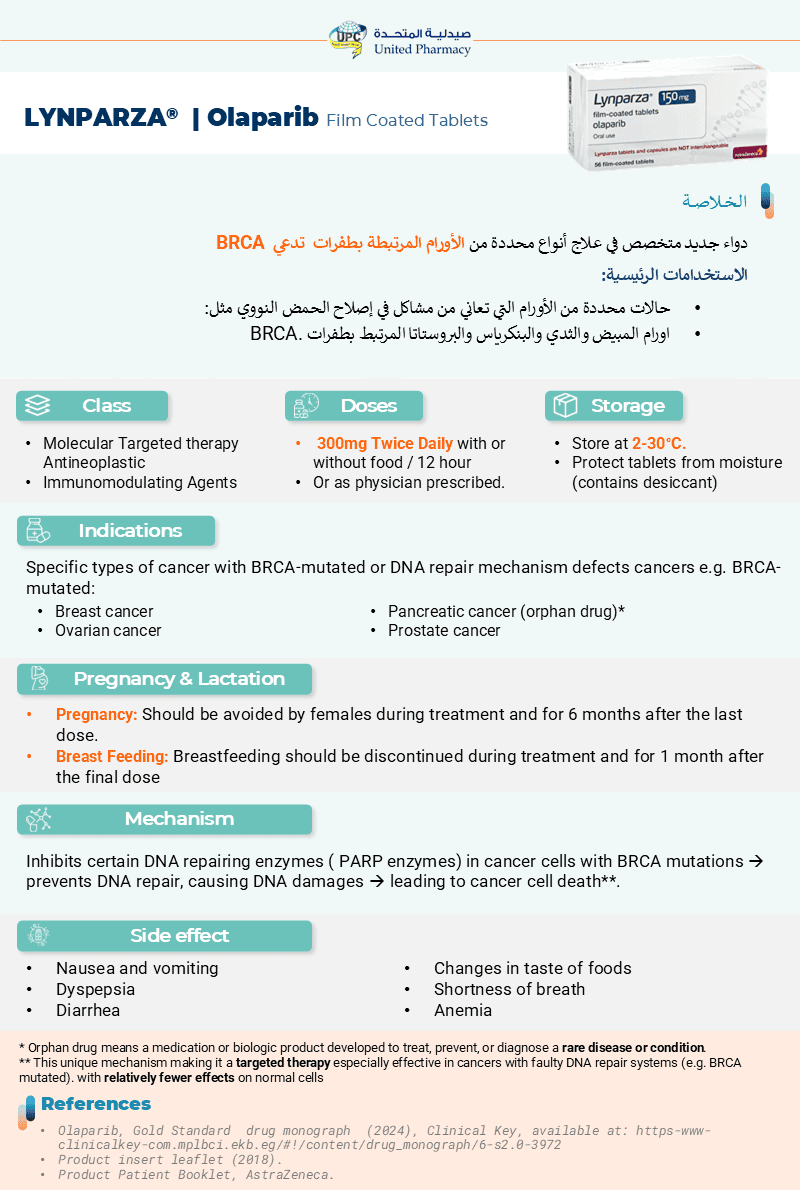 UPC
صيدلية المتحدة
United Pharmacy
LYNPARZA® | Olaparib Film Coated Tablets
Lynparza® 150mg
film-coated tablets
olaparib
Oral use
Lynparza tablets and capsules are NOT interchangeable
56 film-coated tablets
AstraZeneca
الخلاصة
دواء جديد متخصص في علاج أنواع محددة من الأورام المرتبطة بطفرات تدعي BRCA
الاستخدامات الرئيسية:
• حالات محددة من الأورام التي تعاني من مشاكل في إصلاح الحمض النووي مثل:
• اورام المبيض والثدي والبنكرياس والبروستاتا المرتبط بطفرات .BRCA
Class
• Molecular Targeted therapy
Antineoplastic
• Immunomodulating Agents
Doses
• 300mg Twice Daily with or
without food / 12 hour
• Or as physician prescribed.
Storage
• Store at 2-30°C.
• Protect tablets from moisture
(contains desiccant)
Indications
Specific types of cancer with BRCA-mutated or DNA repair mechanism defects cancers e.g. BRCA-
mutated:
• Breast cancer
• Ovarian cancer
• Pancreatic cancer (orphan drug)*
• Prostate cancer
Pregnancy & Lactation
• Pregnancy: Should be avoided by females during treatment and for 6 months after the last
dose.
• Breast Feeding: Breastfeeding should be discontinued during treatment and for 1 month after
the final dose
Mechanism
Inhibits certain DNA repairing enzymes ( PARP enzymes) in cancer cells with BRCA mutations →
prevents DNA repair, causing DNA damages → leading to cancer cell death**.
Side effect
• Nausea and vomiting
• Dyspepsia
• Diarrhea
• Changes in taste of foods
• Shortness of breath
• Anemia
* Orphan drug means a medication or biologic product developed to treat, prevent, or diagnose a rare disease or condition.
** This unique mechanism making it a targeted therapy especially effective in cancers with faulty DNA repair systems (e.g. BRCA
mutated). with relatively fewer effects on normal cells
References
• Olaparib, Gold Standard drug monograph (2024), Clinical Key, available at: https-www-
clinicalkey-com.mplbci.ekb.eg/#!/content/drug_monograph/6-s2.0-3972
• Product insert leaflet (2018).
• Product Patient Booklet, AstraZeneca.